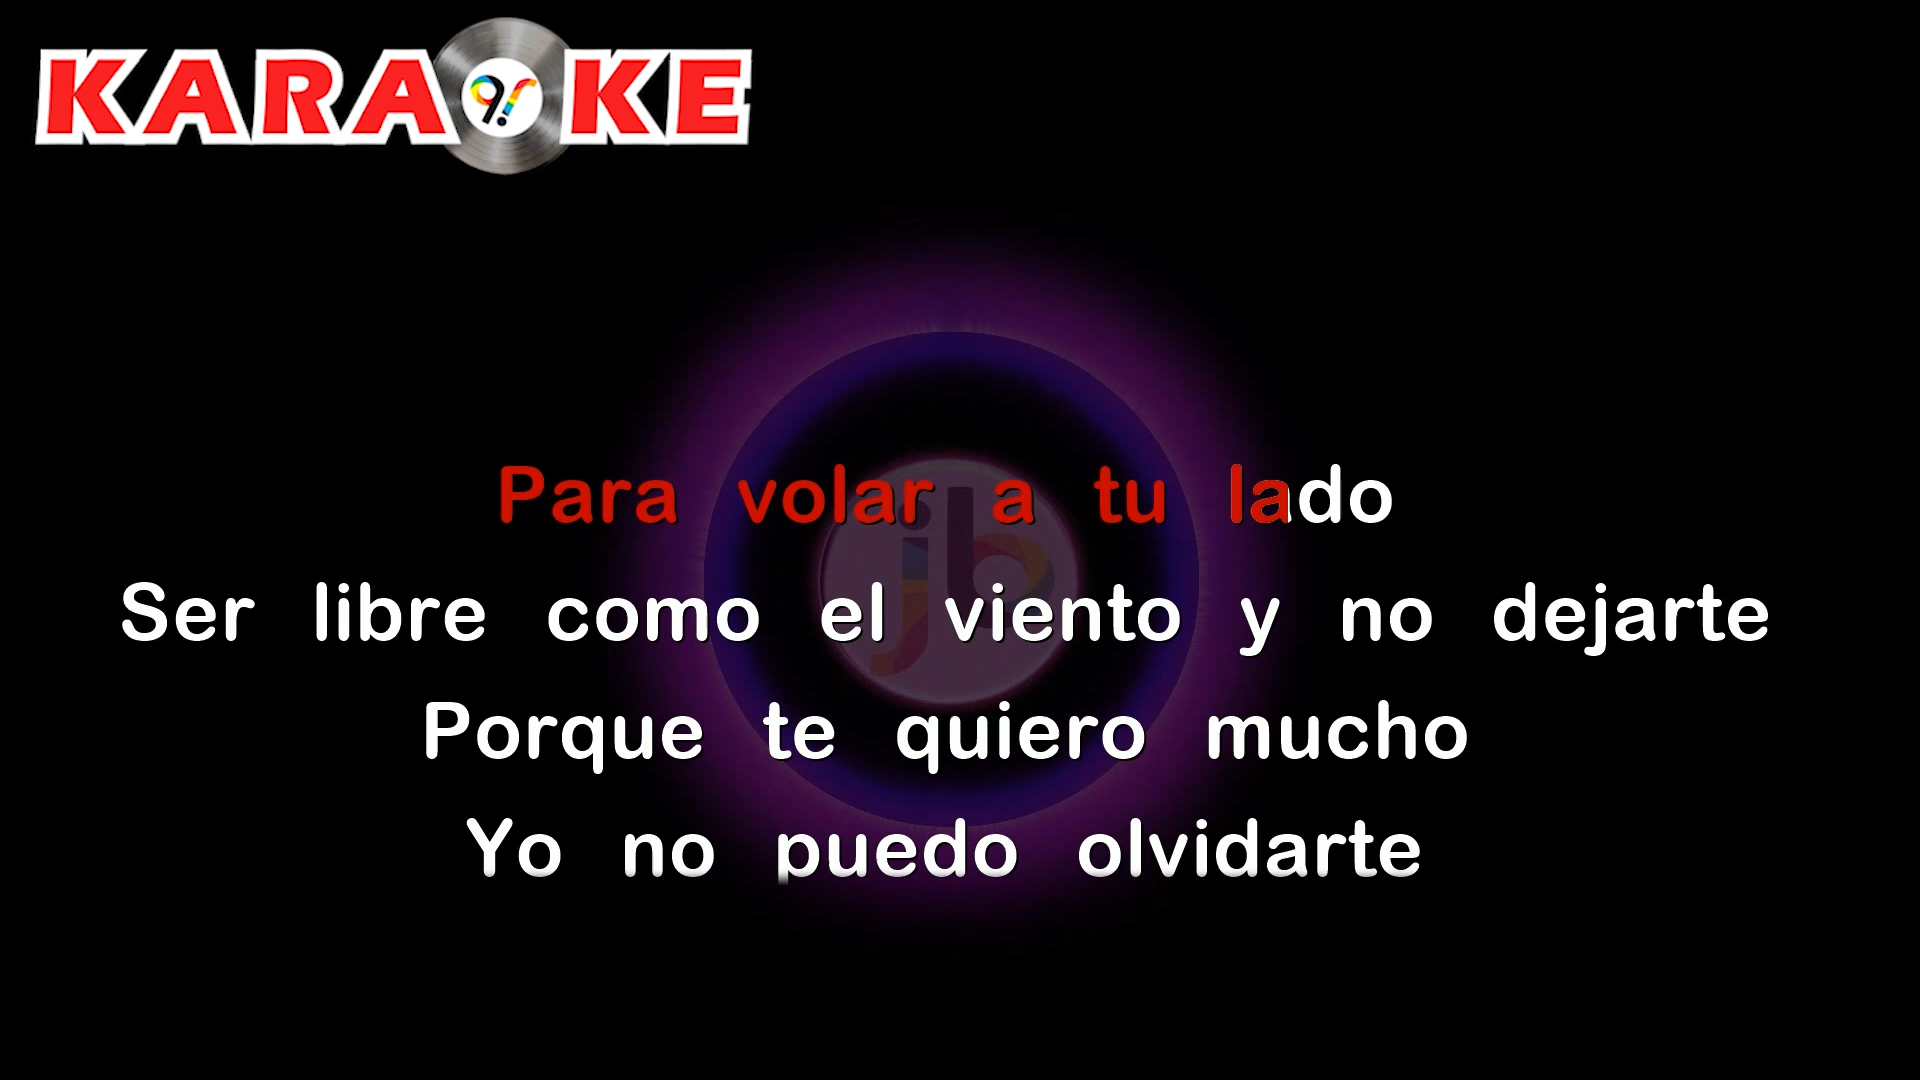 KARAOKE
Para volar a tu lado
Ser libre como el viento y no dejarte
Porque te quiero mucho
Yo no puedo olvidarte
jb